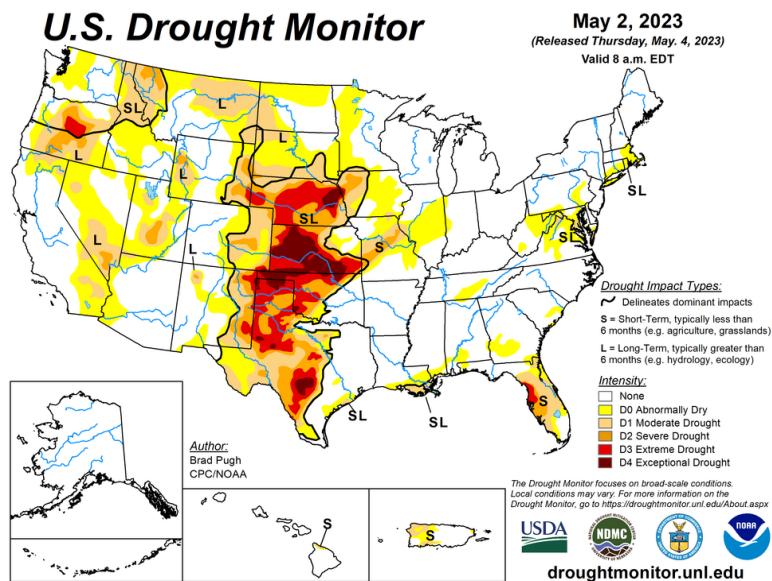 U.S. Drought Monitor
May 2, 2023
(Released Thursday, May. 4, 2023)
Valid 8 a.m. EDT
SL
L
L
L
L
SL
L
L
S
SL
SL
S
SL
SL
Drought Impact Types:
Delineates dominant impacts
S = Short-Term, typically less than
6 months (e.g. agriculture, grasslands)
L = Long-Term, typically greater than
6 months (e.g. hydrology, ecology)
Intensity:
None
D0 Abnormally Dry
D1 Moderate Drought
D2 Severe Drought
D3 Extreme Drought
D4 Exceptional Drought
Author:
Brad Pugh
CPC/NOAA
S
S
The Drought Monitor focuses on broad-scale conditions.
Local conditions may vary. For more information on the
Drought Monitor, go to https://droughtmonitor.unl.edu/About.aspx
USDA
NDMC
NOAA
droughtmonitor.unl.edu